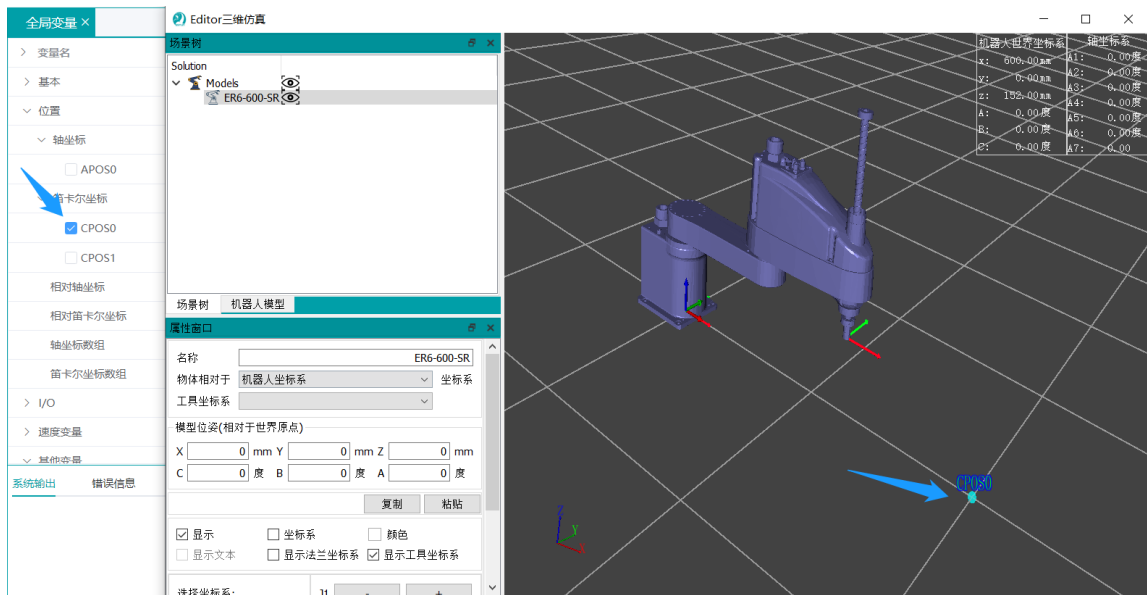 全局变量 ×
变量名
基本
位置
轴坐标
APOS0
笛卡尔坐标
CPOS0
CPOS1
相对轴坐标
相对笛卡尔坐标
轴坐标数组
笛卡尔坐标数组
I/O
速度变量
其他变量
系统输出 错误信息
Editor三维仿真
场景树
Solution
Models
ER6-600-SR
场景树 机器人模型
属性窗口
名称 ER6-600-SR
物体相对于 机器人坐标系 坐标系
工具坐标系
模型位姿(相对于世界原点)
X 0 mm Y 0 mm Z 0 mm
C 0 度 B 0 度 A 0 度
复制 粘贴
显示 坐标系 颜色
显示文本 显示法兰坐标系 显示工具坐标系
选择坐标系: J1 - +
机器人世界坐标系 轴坐标系
x: 600.00mm A1: 0.00度
y: 0.00mm A2: 0.00度
z: 152.00mm A3: 0.00度
A: 0.00度 A4: 0.00度
B: 0.00度 A5: 0.00度
C: 0.00度 A6: 0.00度
A7: 0.00
CPOS0
Z
Y
X